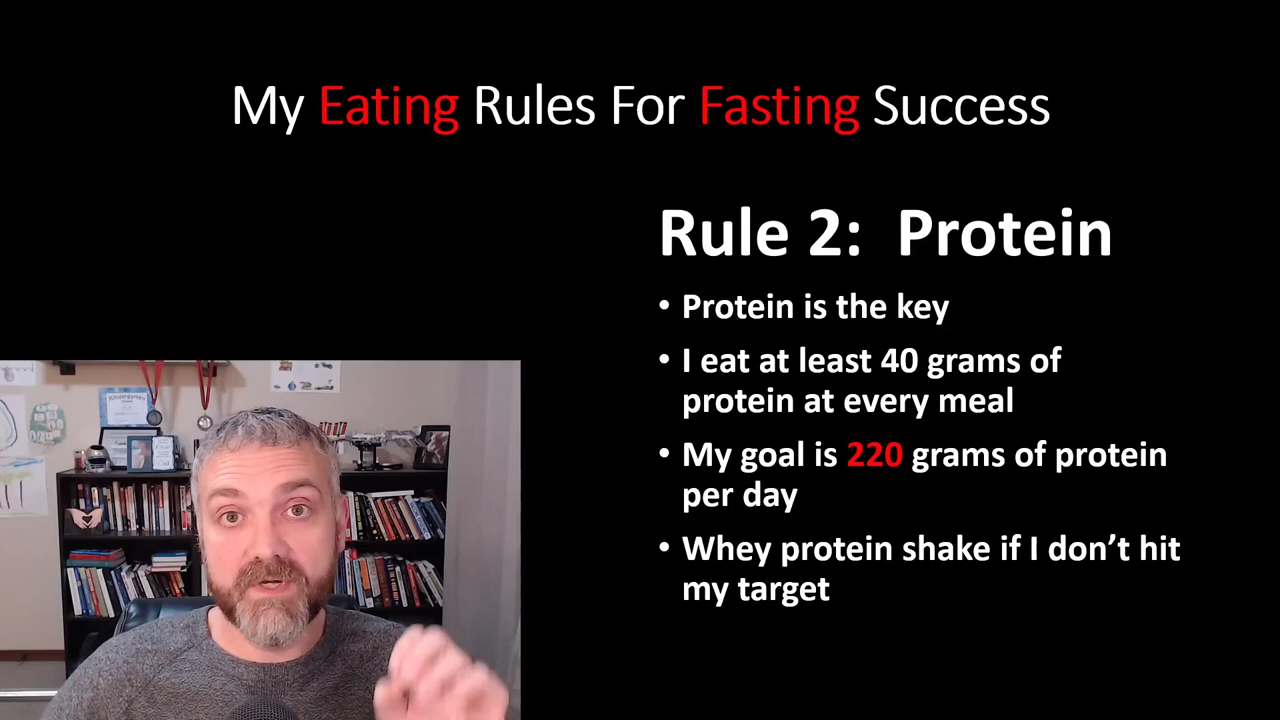 My Eating Rules For Fasting Success
Rule 2: Protein
• Protein is the key
• I eat at least 40 grams of
protein at every meal
• My goal is 220 grams of protein
per day
• Whey protein shake if I don’t hit
my target
Kindergarten